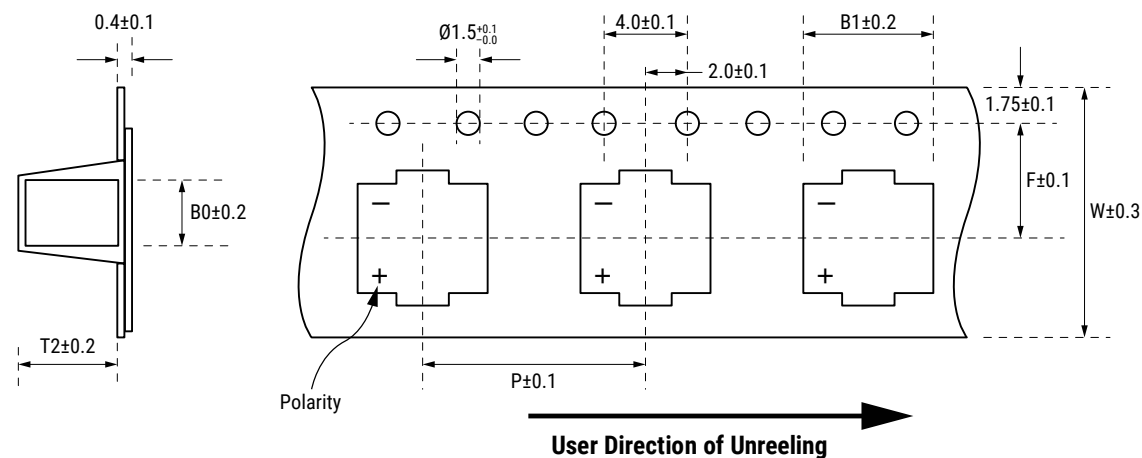 0.4±0.1
Ø1.5+0.1 −0.0
4.0±0.1
B1±0.2
2.0±0.1
1.75±0.1
F±0.1
W±0.3
B0±0.2
T2±0.2
− − −
+ + +
P±0.1
Polarity
User Direction of Unreeling